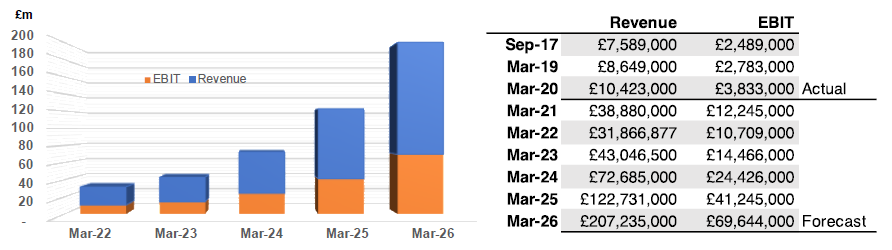 £m
200
180
160
140
120
100
80
60
40
20
-
EBIT Revenue
Mar-22 Mar-23 Mar-24 Mar-25 Mar-26
Revenue EBIT
Sep-17 £7,589,000 £2,489,000
Mar-19 £8,649,000 £2,783,000
Mar-20 £10,423,000 £3,833,000 Actual
Mar-21 £38,880,000 £12,245,000
Mar-22 £31,866,877 £10,709,000
Mar-23 £43,046,500 £14,466,000
Mar-24 £72,685,000 £24,426,000
Mar-25 £122,731,000 £41,245,000
Mar-26 £207,235,000 £69,644,000 Forecast